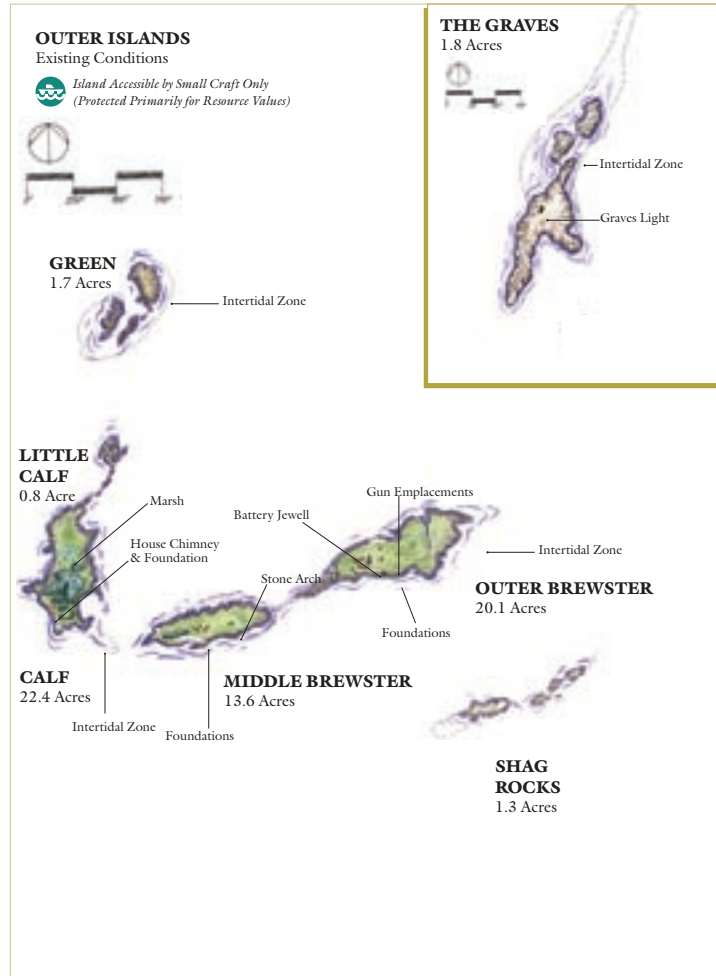 OUTER ISLANDS
Existing Conditions
Island Accessible by Small Craft Only
(Protected Primarily for Resource Values)
THE GRAVES
1.8 Acres
Intertidal Zone
Graves Light
GREEN
1.7 Acres
Intertidal Zone
LITTLE
CALF
0.8 Acre
Marsh
House Chimney
& Foundation
Gun Emplacements
Battery Jewell
Stone Arch
Intertidal Zone
OUTER BREWSTER
20.1 Acres
Foundations
CALF
22.4 Acres
Intertidal Zone
MIDDLE BREWSTER
13.6 Acres
Foundations
SHAG
ROCKS
1.3 Acres